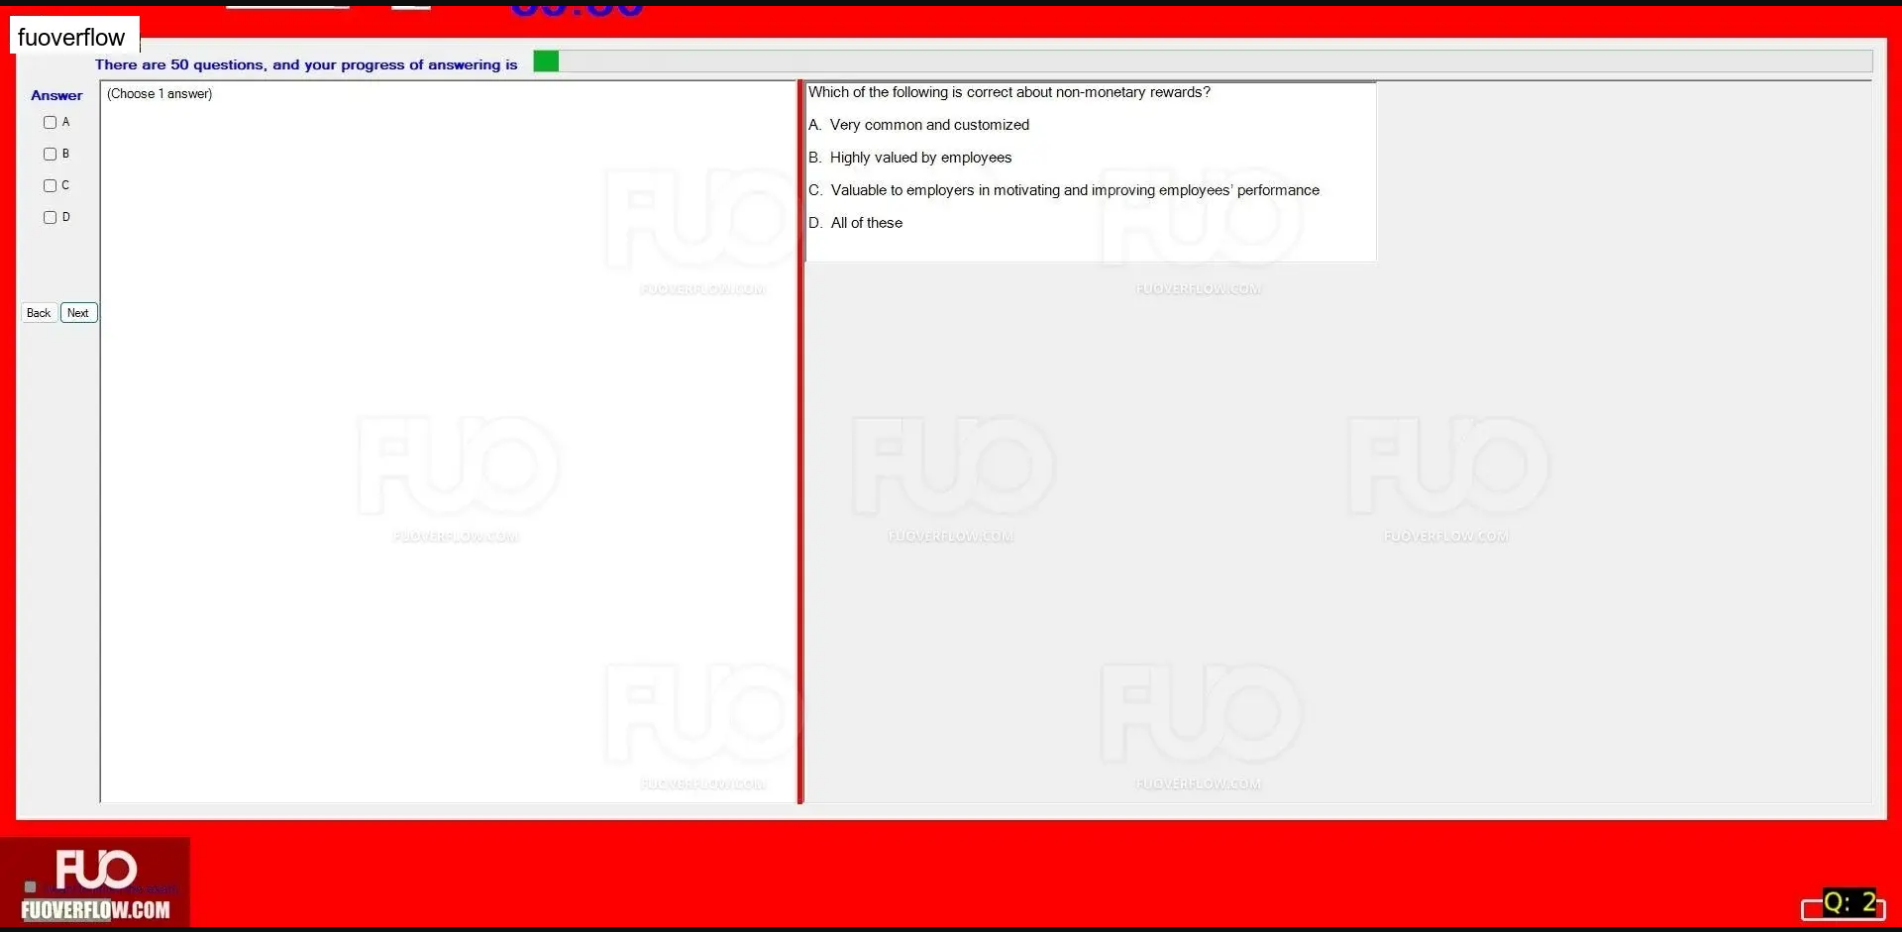 fuoverflow
There are 50 questions, and your progress of answering is
Answer
(Choose 1 answer)
A
B
C
D
Back
Next
Which of the following is correct about non-monetary rewards?
A. Very common and customized
B. Highly valued by employees
C. Valuable to employers in motivating and improving employees' performance
D. All of these
FUO
FUOVERFLOW.COM
FUO
FUOVERFLOW.COM
FUO
FUOVERFLOW.COM
FUO
FUOVERFLOW.COM
FUO
FUOVERFLOW.COM
FUO
FUOVERFLOW.COM
FUO
FUOVERFLOW.COM
FUO
FUOVERFLOW.COM
Q: 2